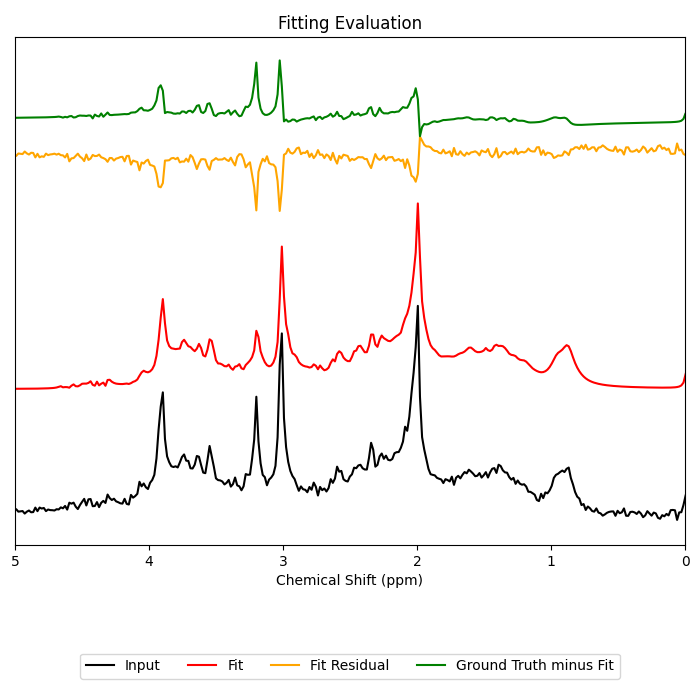 Fitting Evaluation
5 4 3 2 1 0
Chemical Shift (ppm)
Input Fit Fit Residual Ground Truth minus Fit